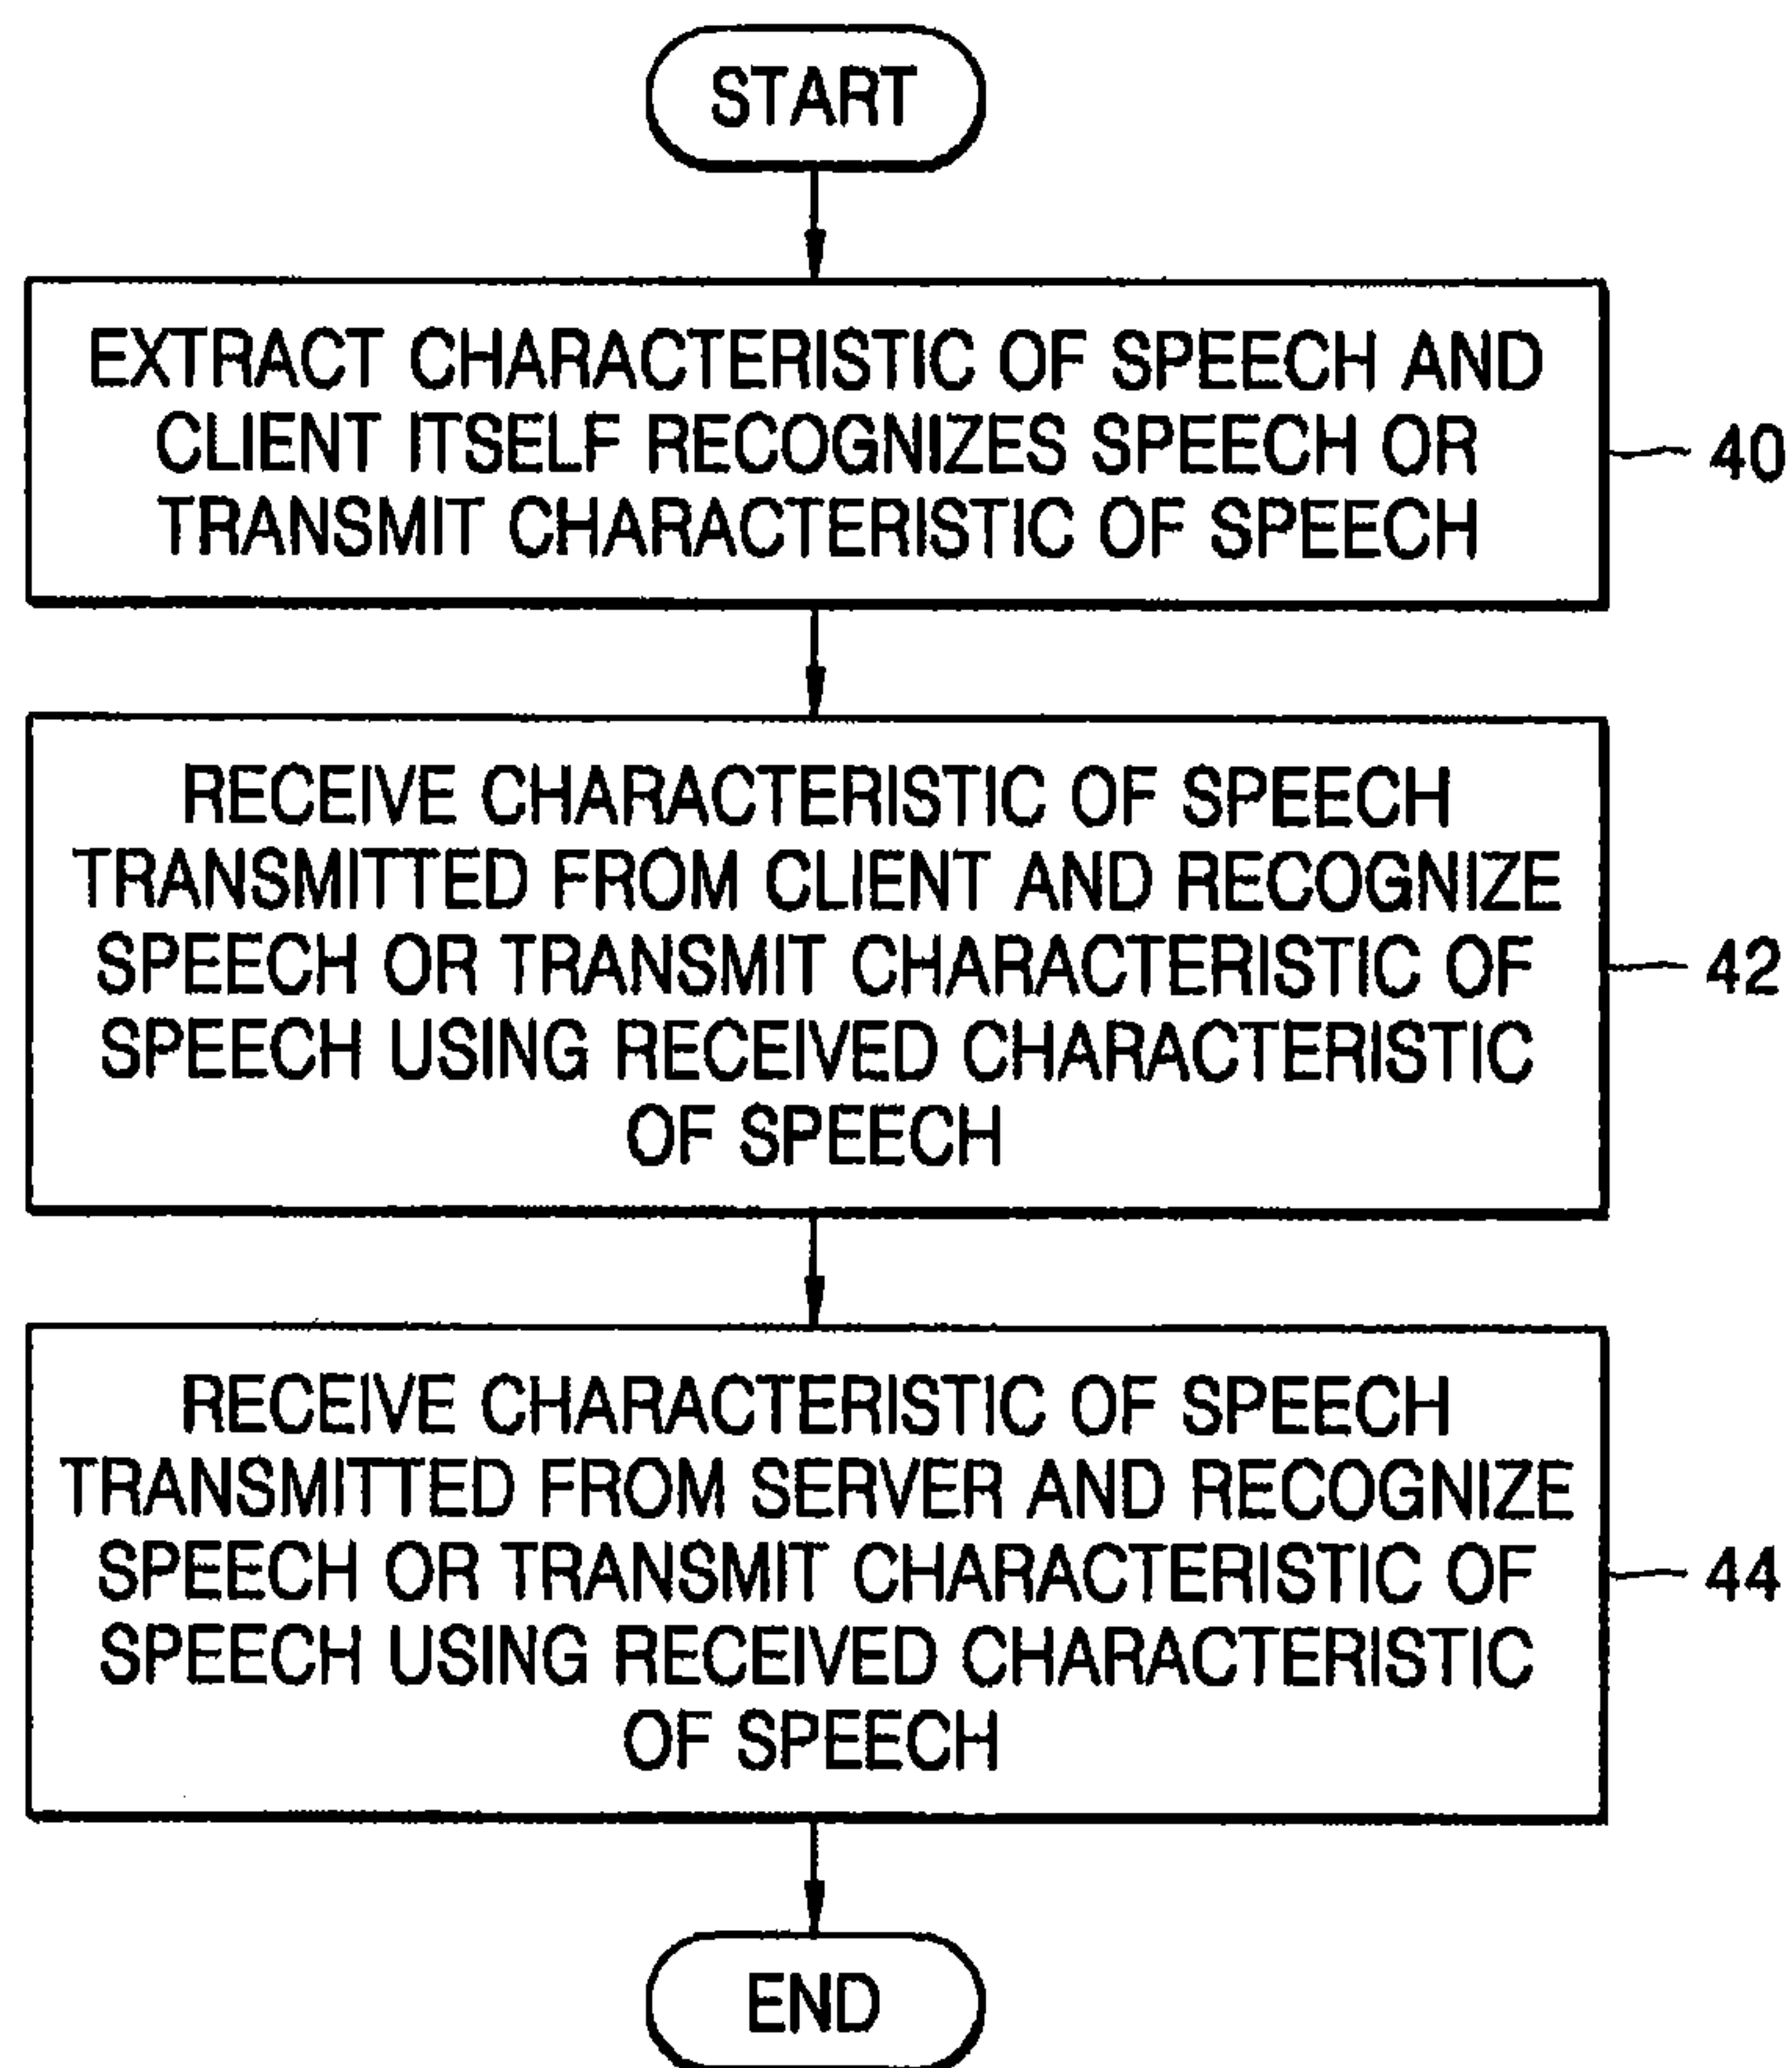 START
EXTRACT CHARACTERISTIC OF SPEECH AND
CLIENT ITSELF RECOGNIZES SPEECH OR
TRANSMIT CHARACTERISTIC OF SPEECH
40
RECEIVE CHARACTERISTIC OF SPEECH
TRANSMITTED FROM CLIENT AND RECOGNIZE
SPEECH OR TRANSMIT CHARACTERISTIC OF
SPEECH USING RECEIVED CHARACTERISTIC
OF SPEECH
42
RECEIVE CHARACTERISTIC OF SPEECH
TRANSMITTED FROM SERVER AND RECOGNIZE
SPEECH OR TRANSMIT CHARACTERISTIC OF
SPEECH USING RECEIVED CHARACTERISTIC
OF SPEECH
44
END